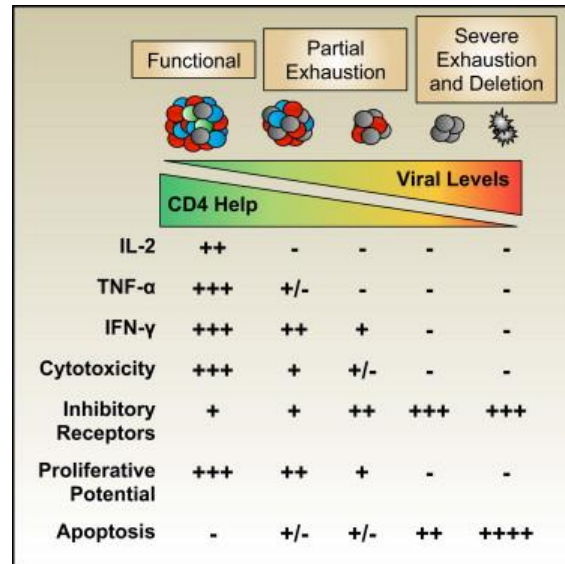 Functional
Partial
Exhaustion
Severe
Exhaustion
and Deletion
Viral Levels
CD4 Help
IL-2 ++ - - - -
TNF-α +++ +/- - - -
IFN-γ +++ ++ + - -
Cytotoxicity +++ + +/- - -
Inhibitory
Receptors + + ++ +++ +++
Proliferative
Potential +++ ++ + - -
Apoptosis - +/- +/- ++ ++++